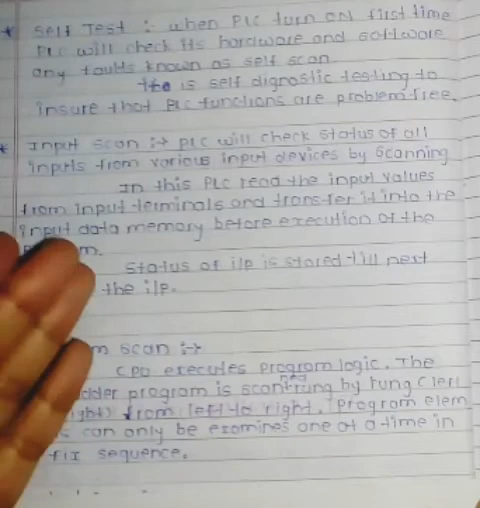 * Self Test : when PLC turn ON first time
PLC will check its hardware and software
any faults known as self scan.
It is self dignostic testing to
insure that PLC functions are problem free.
* Input scan :→ PLC will check status of all
inputs from various input devices by scanning
In this PLC read the input values
from input terminals and transfer it into the
input data memory before execution of the
m.
status of i/p is stored till next
the i/p.
m scan :→
CPU executes program logic. The
dder program is scan rung by rung (left
ght) from left to right. Program elem
can only be examines one at a time in
fix sequence.